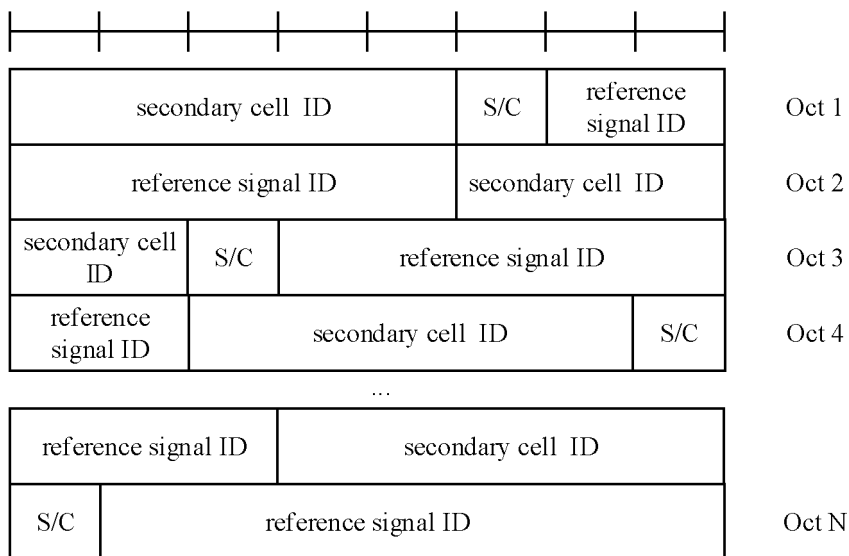 secondary cell ID S/C reference signal ID Oct 1
reference signal ID secondary cell ID Oct 2
secondary cell ID S/C reference signal ID Oct 3
reference signal ID secondary cell ID S/C Oct 4
...
reference signal ID secondary cell ID
S/C reference signal ID Oct N